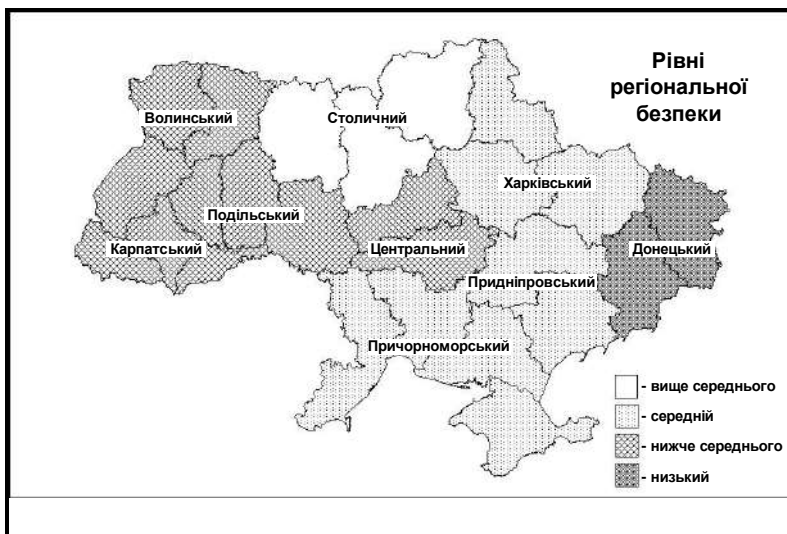 Рівні
регіональної
безпеки
Волинський
Столичний
Харківський
Подільський
Карпатський
Центральний
Донецький
Придніпровський
Причорноморський
- вище середнього
- середній
- нижче середнього
- низький